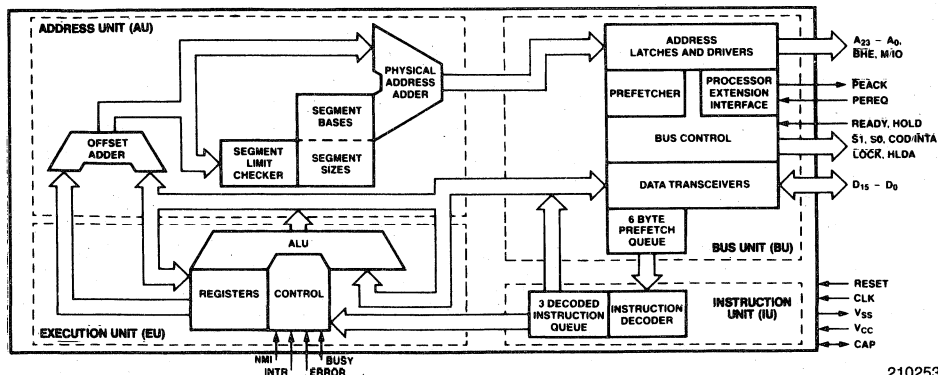 ADDRESS UNIT (AU)
OFFSET
ADDER
PHYSICAL
ADDRESS
ADDER
SEGMENT
BASES
SEGMENT
LIMIT
CHECKER
SEGMENT
SIZES
ADDRESS
LATCHES AND DRIVERS
PREFETCHER
PROCESSOR
EXTENSION
INTERFACE
BUS CONTROL
DATA TRANSCEIVERS
6 BYTE
PREFETCH
QUEUE
BUS UNIT (BU)
A23 – A0,
BHE, M/IO
PEACK
PEREQ
READY, HOLD
S1, S0, COD/INTA
LOCK, HLDA
D15 – D0
ALU
REGISTERS
CONTROL
EXECUTION UNIT (EU)
NMI
INTR
ERROR
BUSY
3 DECODED
INSTRUCTION
QUEUE
INSTRUCTION
DECODER
INSTRUCTION
UNIT (IU)
RESET
CLK
VSS
VCC
CAP
210253